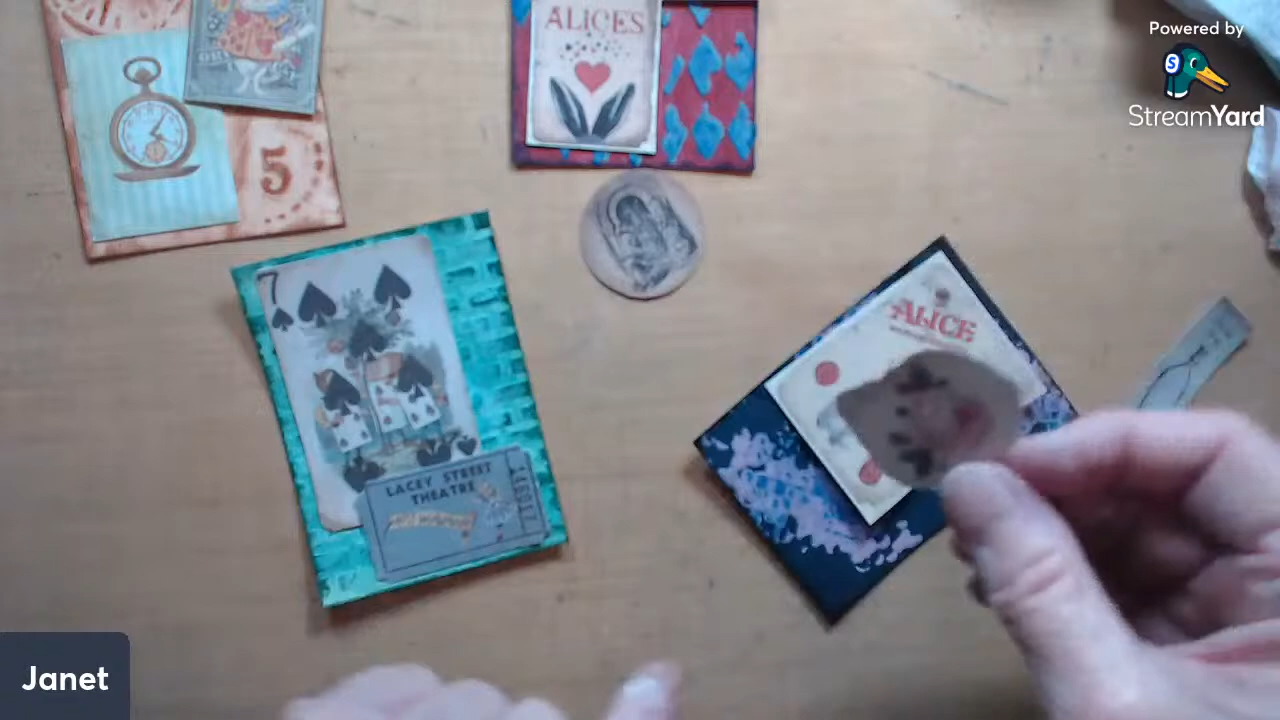 Powered by
StreamYard
ALICES
5
7
LACEY STREET
THEATRE
ALICE
Janet